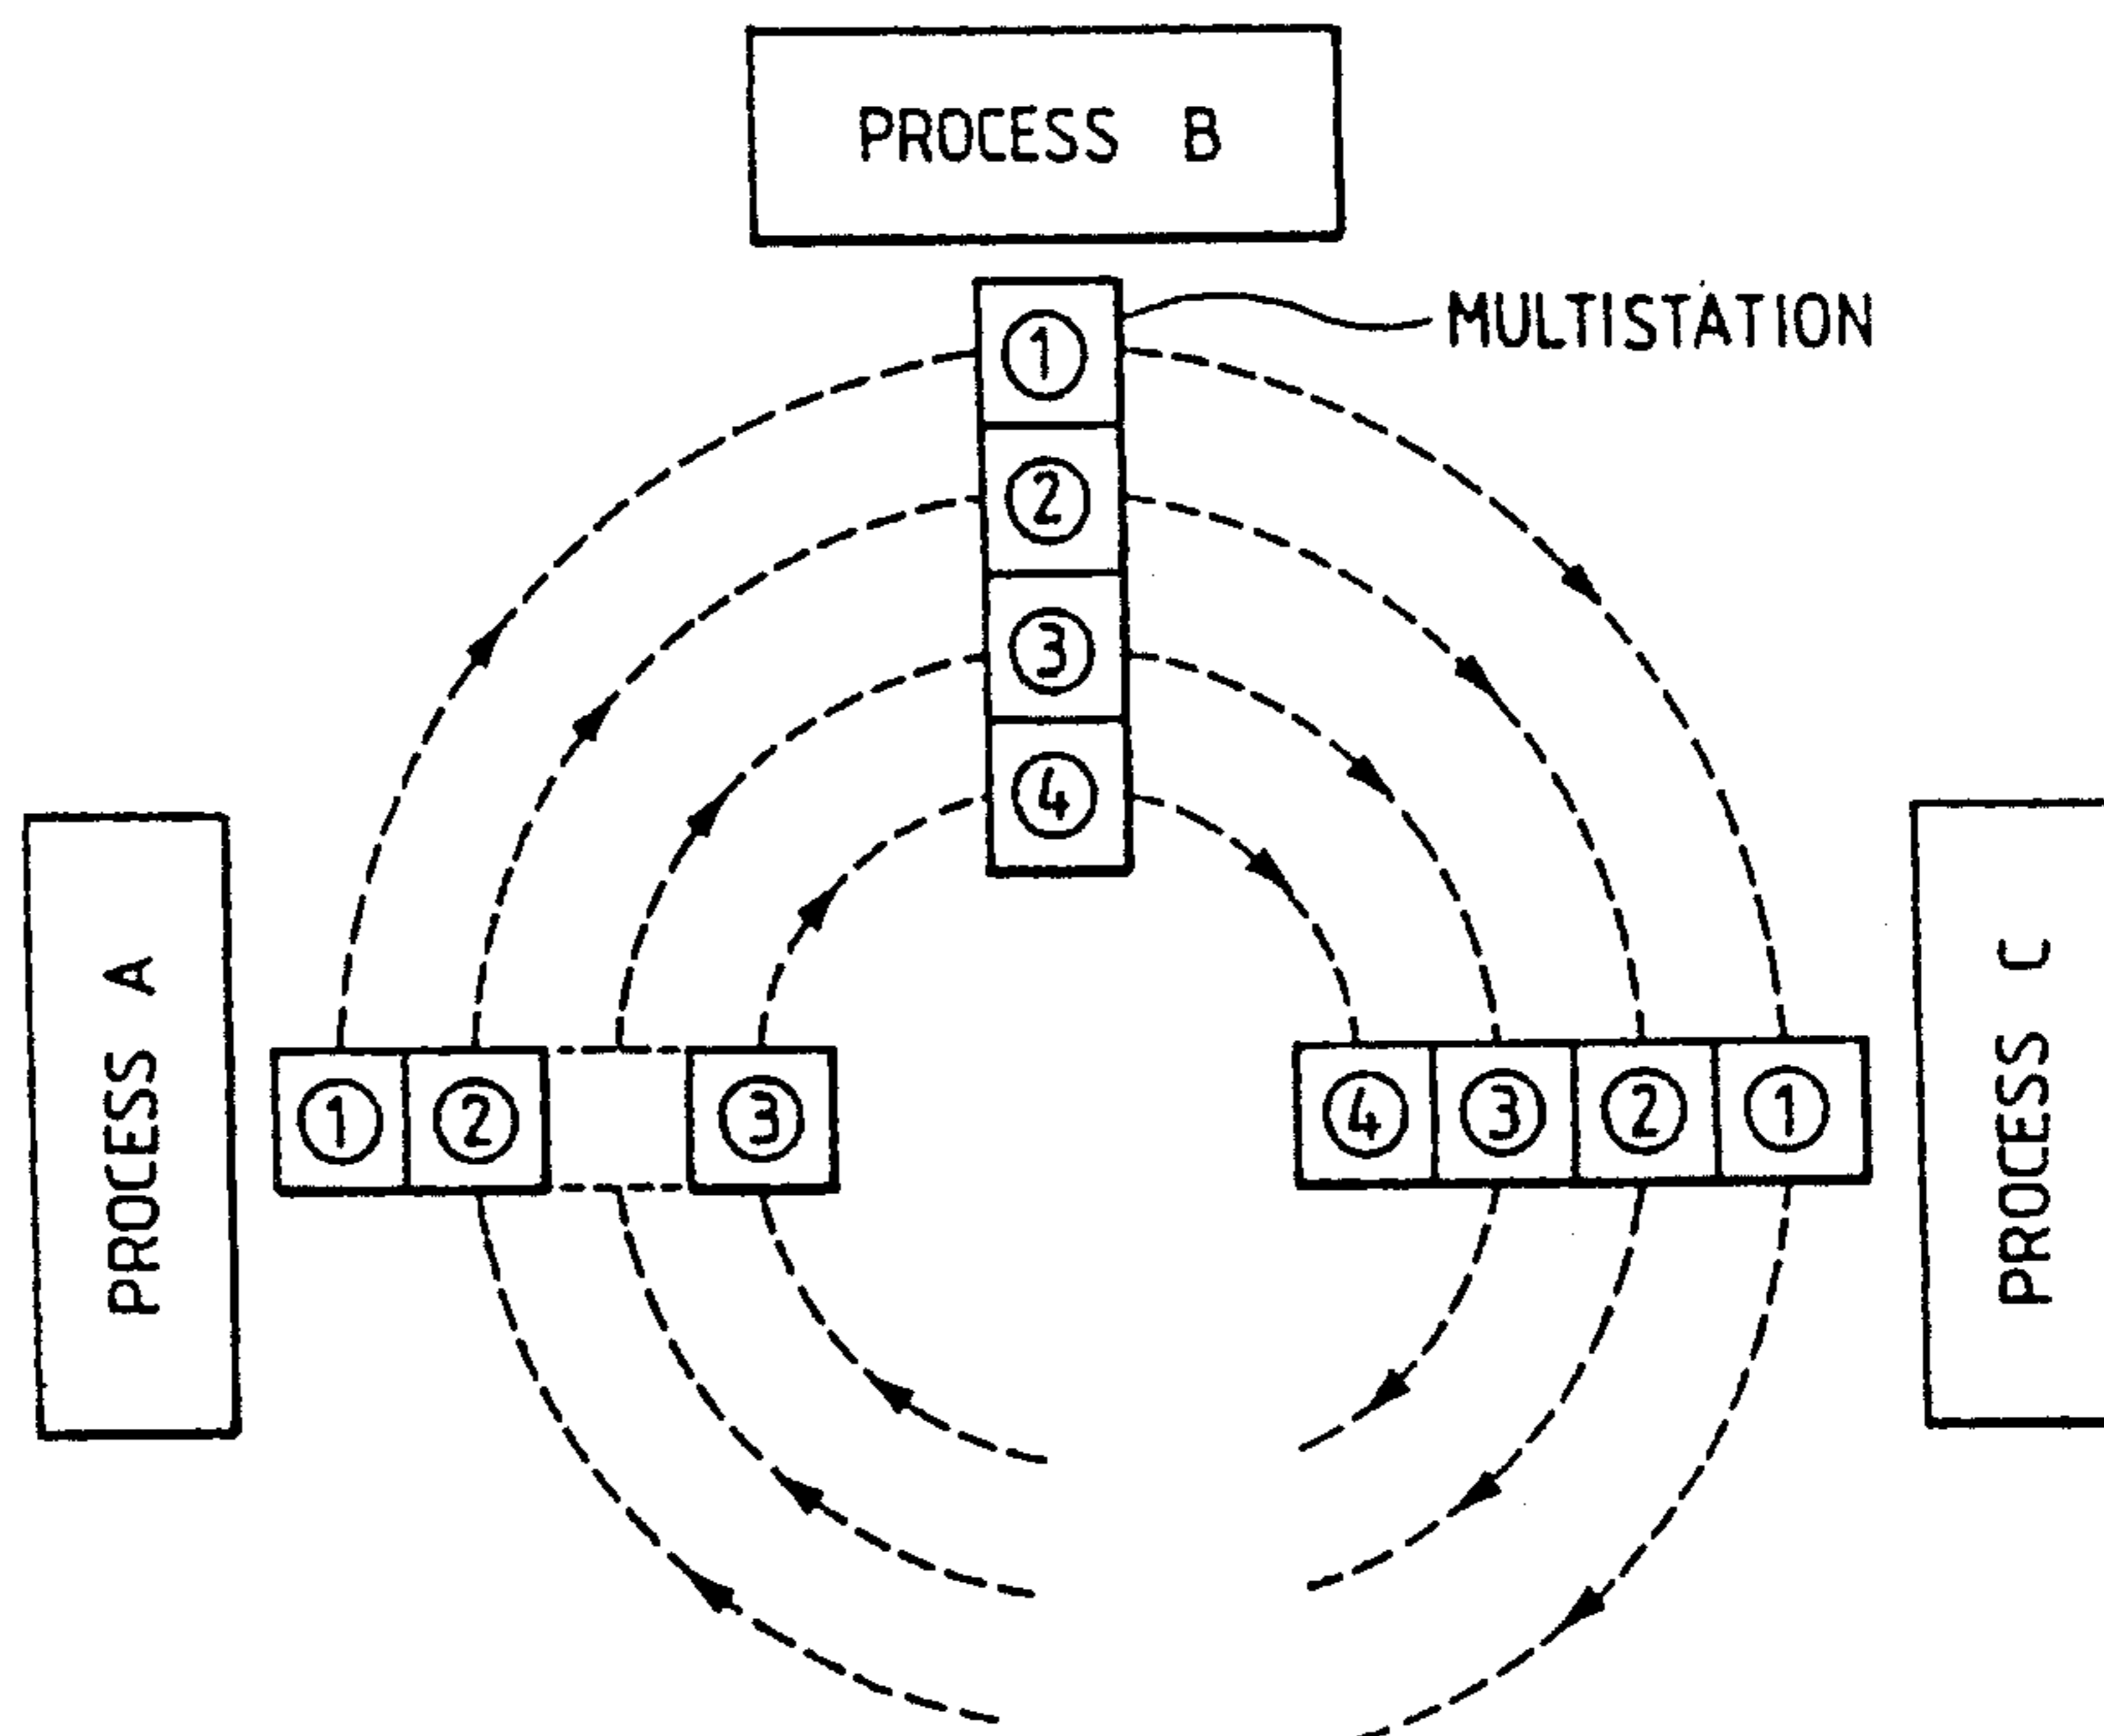 PROCESS B
MULTISTATION
①
②
③
④
PROCESS A
① ② ③
④ ③ ② ①
PROCESS C